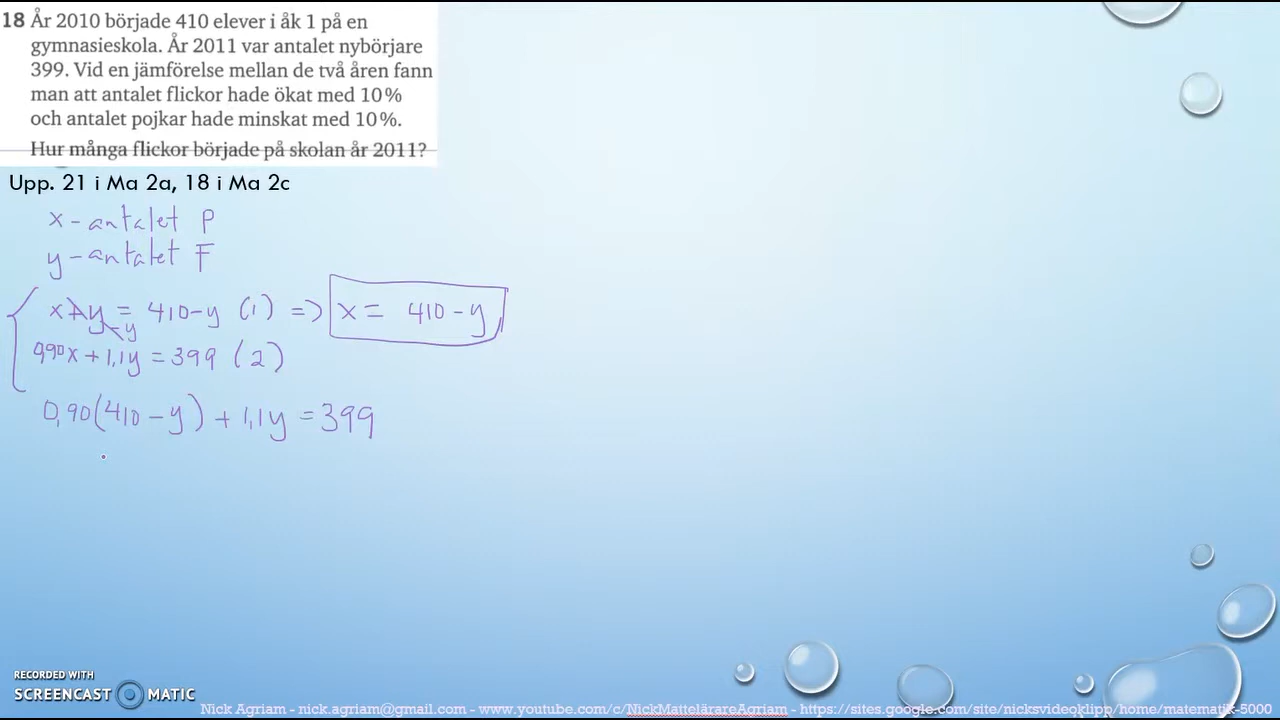 18 År 2010 började 410 elever i åk 1 på en
gymnasieskola. År 2011 var antalet nybörjare
399. Vid en jämförelse mellan de två åren fann
man att antalet flickor hade ökat med 10%
och antalet pojkar hade minskat med 10%.
Hur många flickor började på skolan år 2011?
Upp. 21 i Ma 2a, 18 i Ma 2c
x - antalet P
y - antalet F
x+y = 410-y (1) => x = 410-y
-y
0,90x + 1,1y = 399 (2)
0,90(410-y) + 1,1y = 399
RECORDED WITH
SCREENCAST MATIC
Nick Agriam - nick.agriam@gmail.com - www.youtube.com/c/NickMattelärareAgriam - https://sites.google.com/site/nicksvideoklipp/home/matematik-5000